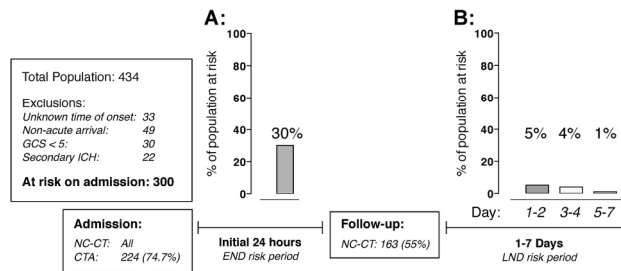 A:
B:
Total Population: 434
Exclusions:
Unknown time of onset: 33
Non-acute arrival: 49
GCS < 5: 30
Secondary ICH: 22
At risk on admission: 300
% of population at risk
100
80
60
40
20
0
30%
% of population at risk
100
80
60
40
20
0
5% 4% 1%
Day: 1-2 3-4 5-7
Admission:
NC-CT: All
CTA: 224 (74.7%)
Initial 24 hours
END risk period
Follow-up:
NC-CT: 163 (55%)
1-7 Days
LND risk period